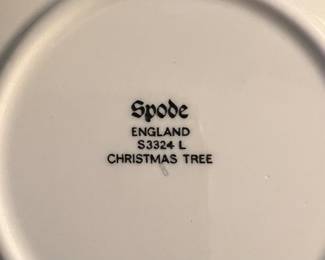 Spode
ENGLAND
S3324 L
CHRISTMAS TREE